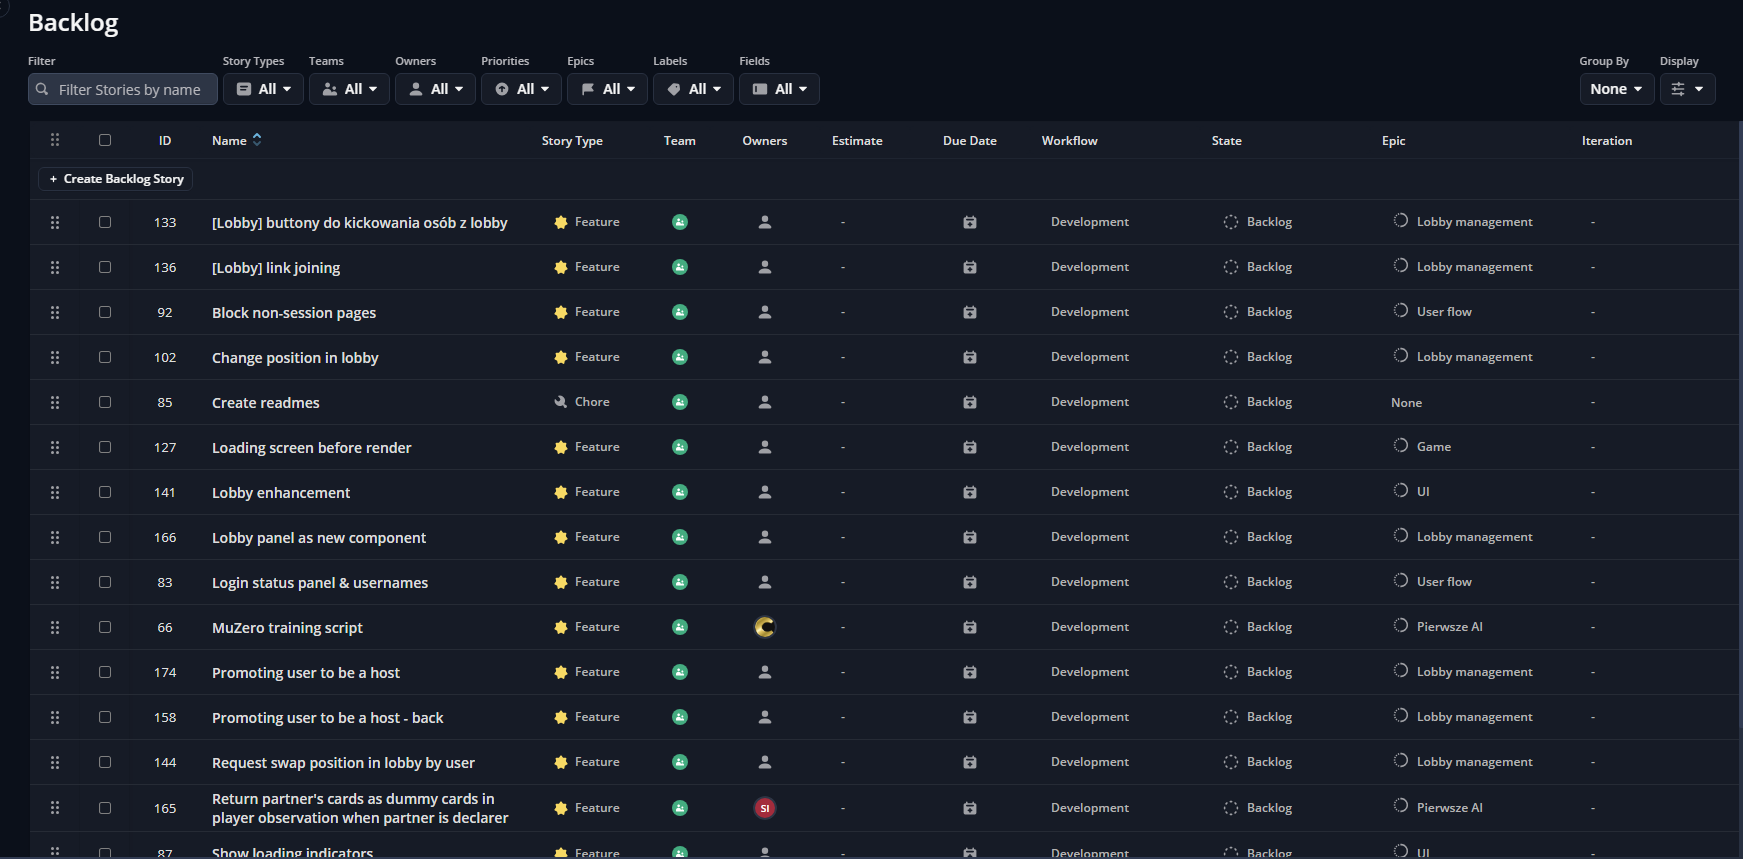 Backlog
Filter Story Types Teams Owners Priorities Epics Labels Fields Group By Display
Filter Stories by name All All All All All All All None
ID Name Story Type Team Owners Estimate Due Date Workflow State Epic Iteration
+ Create Backlog Story
133 [Lobby] buttony do kickowania osób z lobby Feature - Development Backlog Lobby management -
136 [Lobby] link joining Feature - Development Backlog Lobby management -
92 Block non-session pages Feature - Development Backlog User flow -
102 Change position in lobby Feature - Development Backlog Lobby management -
85 Create readmes Chore - Development Backlog None -
127 Loading screen before render Feature - Development Backlog Game -
141 Lobby enhancement Feature - Development Backlog UI -
166 Lobby panel as new component Feature - Development Backlog Lobby management -
83 Login status panel & usernames Feature - Development Backlog User flow -
66 MuZero training script Feature - Development Backlog Pierwsze AI -
174 Promoting user to be a host Feature - Development Backlog Lobby management -
158 Promoting user to be a host - back Feature - Development Backlog Lobby management -
144 Request swap position in lobby by user Feature - Development Backlog Lobby management -
165 Return partner's cards as dummy cards in
player observation when partner is declarer Feature SI - Development Backlog Pierwsze AI -
87 Show loading indicators Feature - Development Backlog UI -